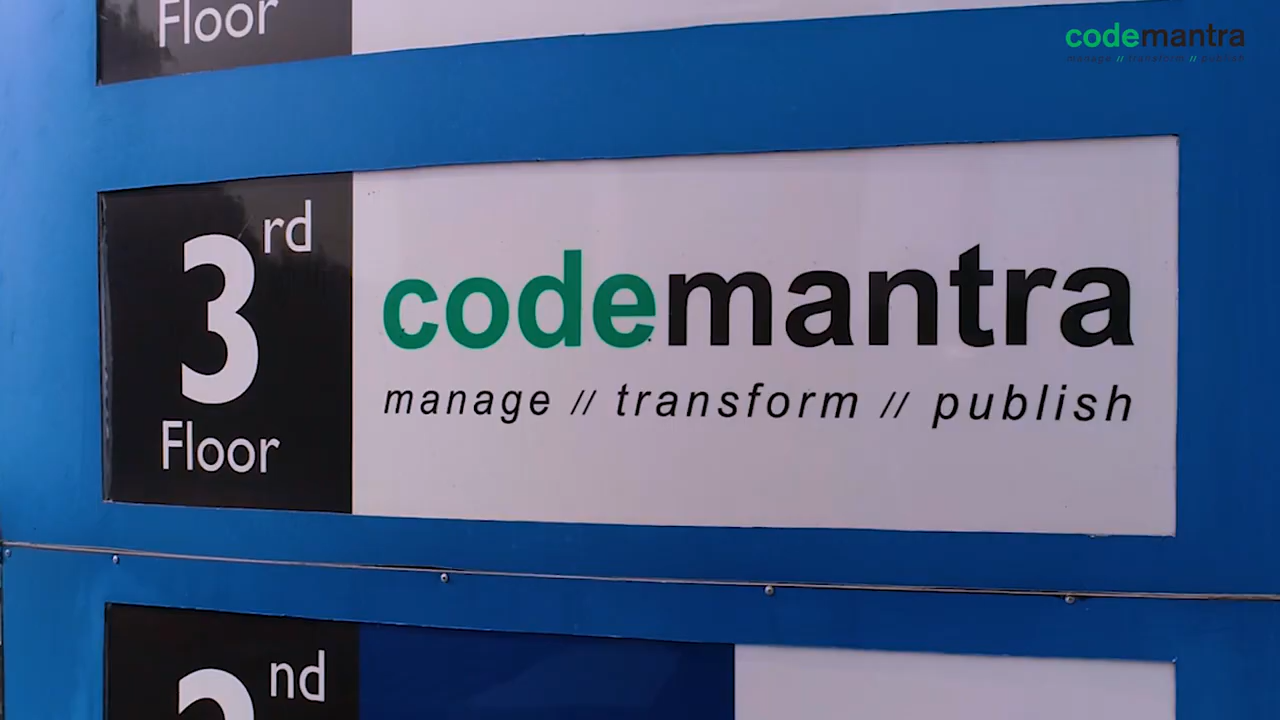 Floor
codemantra
manage // transform // publish
3rd
Floor
codemantra
manage // transform // publish
2nd